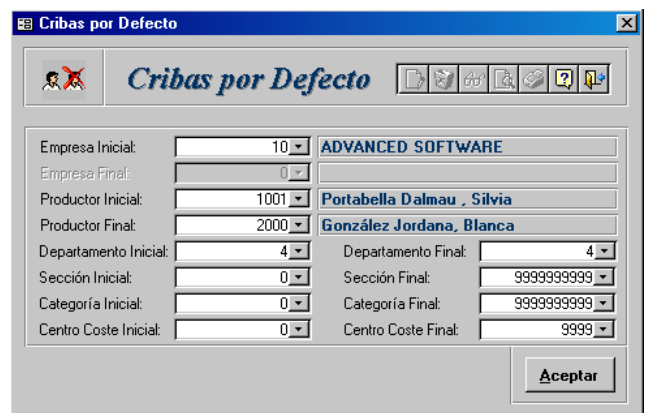 Cribas por Defecto
Cribas por Defecto
Empresa Inicial: 10 ADVANCED SOFTWARE
Empresa Final: 0
Productor Inicial: 1001 Portabella Dalmau , Silvia
Productor Final: 2000 González Jordana, Blanca
Departamento Inicial: 4 Departamento Final: 4
Sección Inicial: 0 Sección Final: 9999999999
Categoría Inicial: 0 Categoría Final: 9999999999
Centro Coste Inicial: 0 Centro Coste Final: 9999
Aceptar